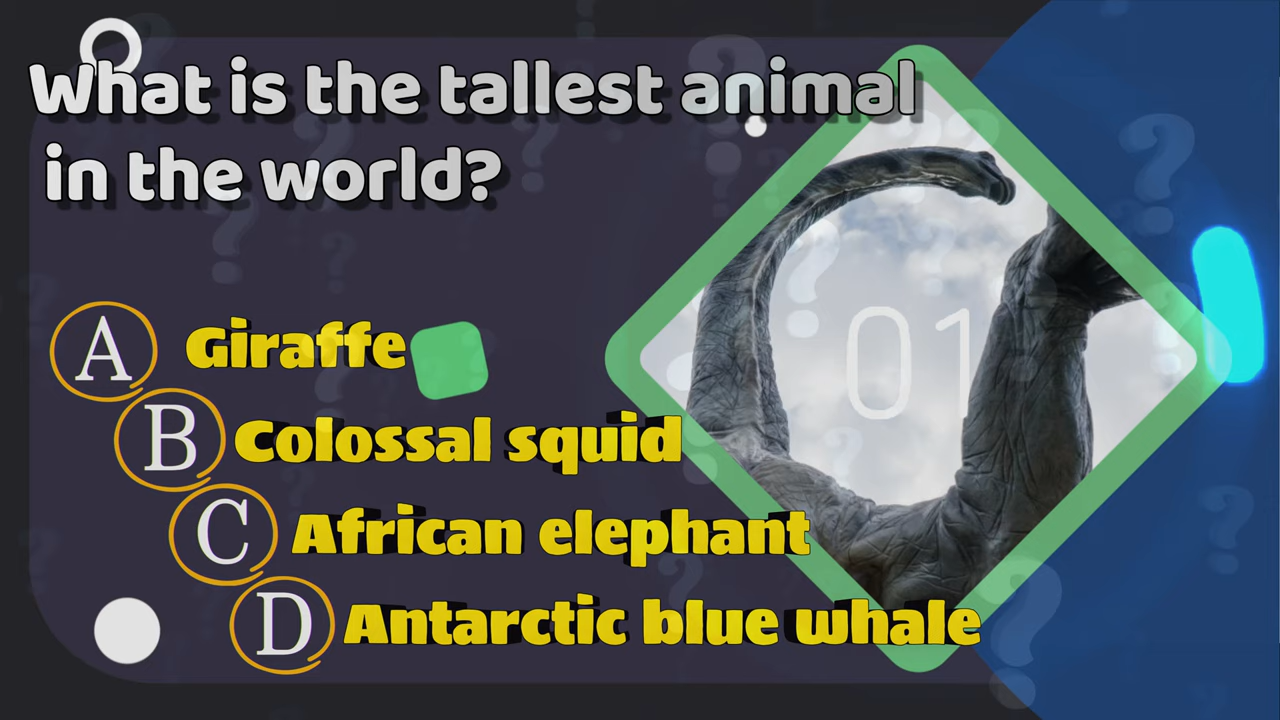 What is the tallest animal
in the world?
01
A Giraffe
B Colossal squid
C African elephant
D Antarctic blue whale